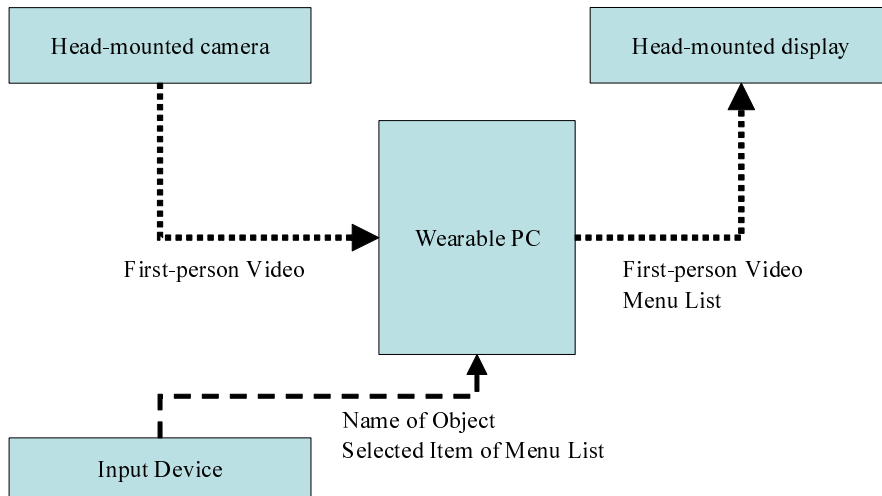 Head-mounted camera
Head-mounted display
Wearable PC
First-person Video
First-person Video
Menu List
Name of Object
Selected Item of Menu List
Input Device